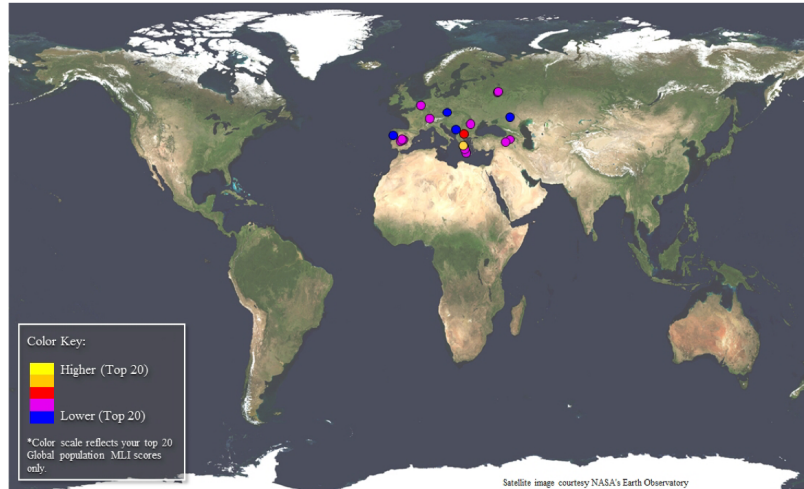 Color Key:
Higher (Top 20)
Lower (Top 20)
*Color scale reflects your top 20
Global population MLI scores
only.
Satellite image courtesy NASA's Earth Observatory